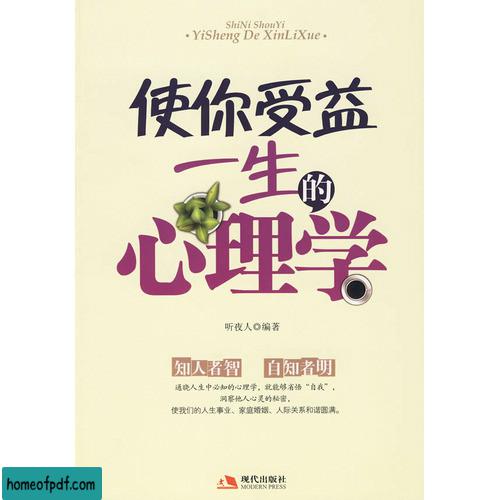 ShiNi ShouYi
• YiSheng De XinLiXue •
使你受益
一生的
心理学
听夜人◎编著
知人者智 自知者明
通晓人生中必知的心理学，就能够省悟“自我”，
洞察他人心灵的秘密，
使我们的人生事业、家庭婚姻、人际关系和谐圆满。
现代出版社
MODERN PRESS
homeofpdf.com